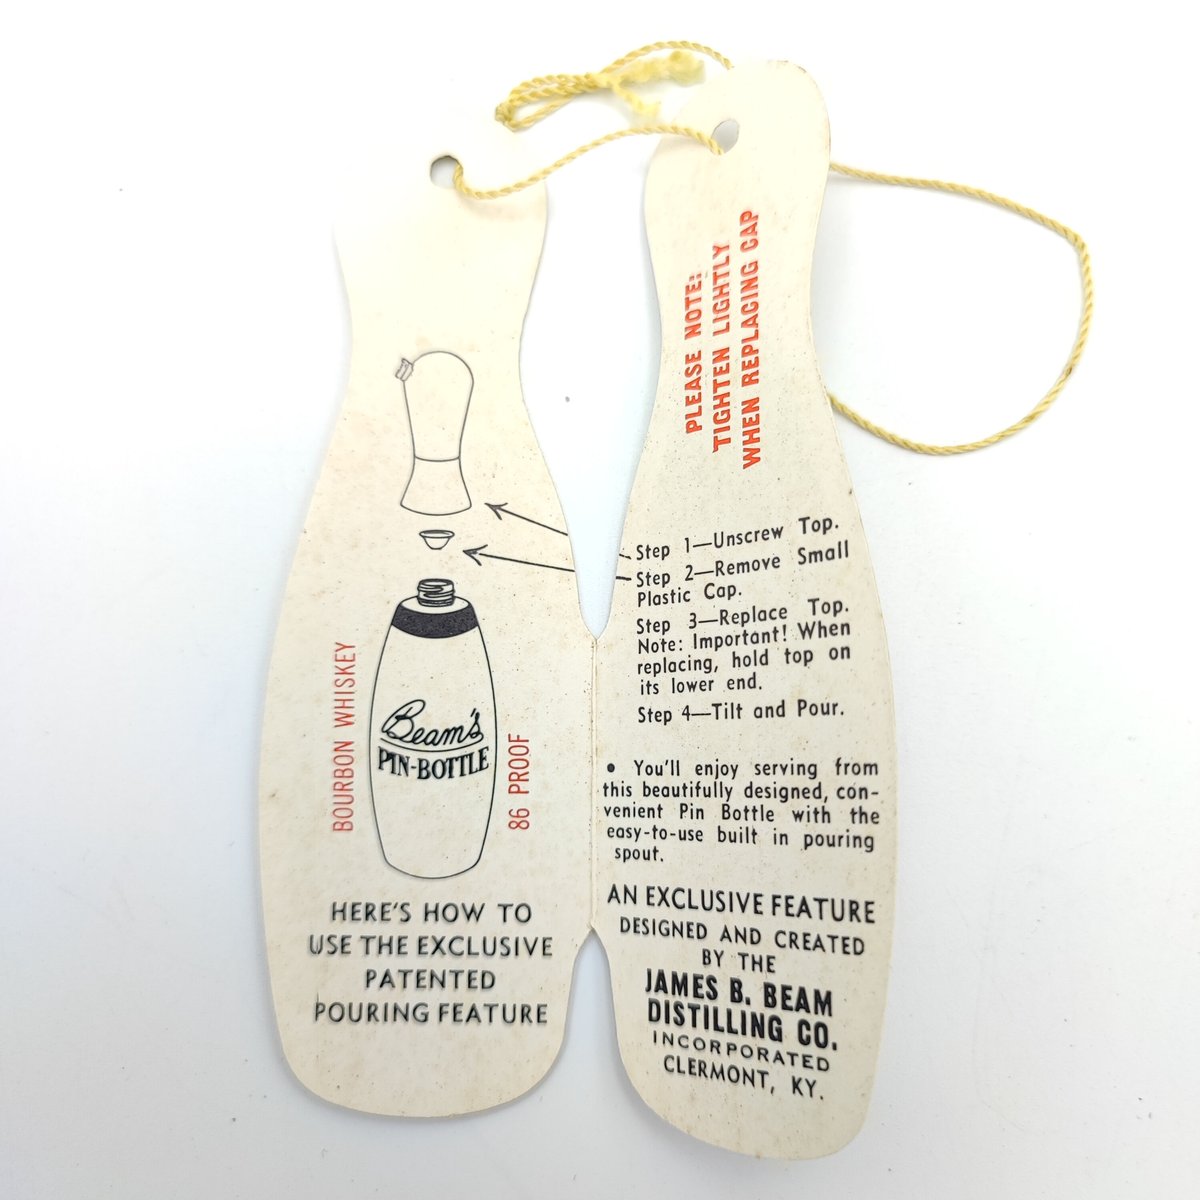 BOURBON WHISKEY
Beam's
PIN-BOTTLE
86 PROOF
HERE'S HOW TO
USE THE EXCLUSIVE
PATENTED
POURING FEATURE
PLEASE NOTE:
TIGHTEN LIGHTLY
WHEN REPLACING CAP
Step 1—Unscrew Top.
Step 2—Remove Small
Plastic Cap.
Step 3—Replace Top.
Note: Important! When
replacing, hold top on
its lower end.
Step 4—Tilt and Pour.
• You'll enjoy serving from
this beautifully designed, con-
venient Pin Bottle with the
easy-to-use built in pouring
spout.
AN EXCLUSIVE FEATURE
DESIGNED AND CREATED
BY THE
JAMES B. BEAM
DISTILLING CO.
INCORPORATED
CLERMONT, KY.